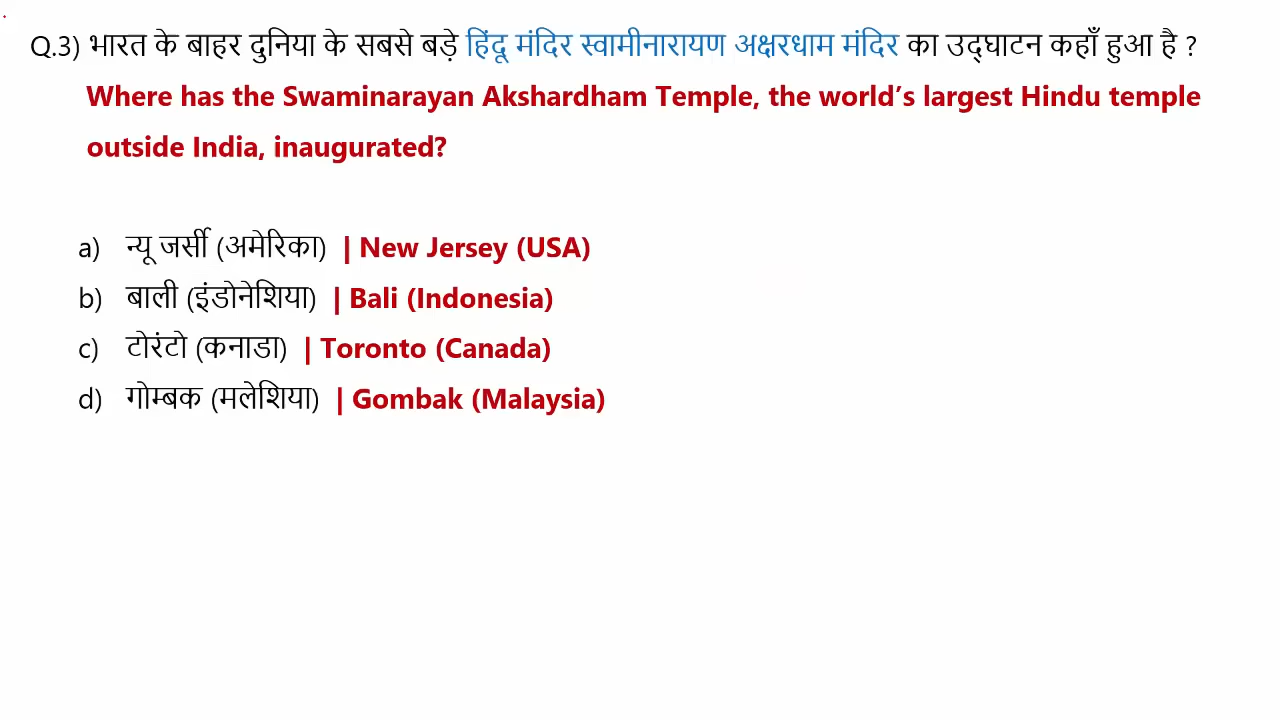 Q.3) भारत के बाहर दुनिया के सबसे बड़े हिंदू मंदिर स्वामीनारायण अक्षरधाम मंदिर का उद्घाटन कहाँ हुआ है ?
Where has the Swaminarayan Akshardham Temple, the world’s largest Hindu temple
outside India, inaugurated?
a) न्यू जर्सी (अमेरिका) | New Jersey (USA)
b) बाली (इंडोनेशिया) | Bali (Indonesia)
c) टोरंटो (कनाडा) | Toronto (Canada)
d) गोम्बक (मलेशिया) | Gombak (Malaysia)